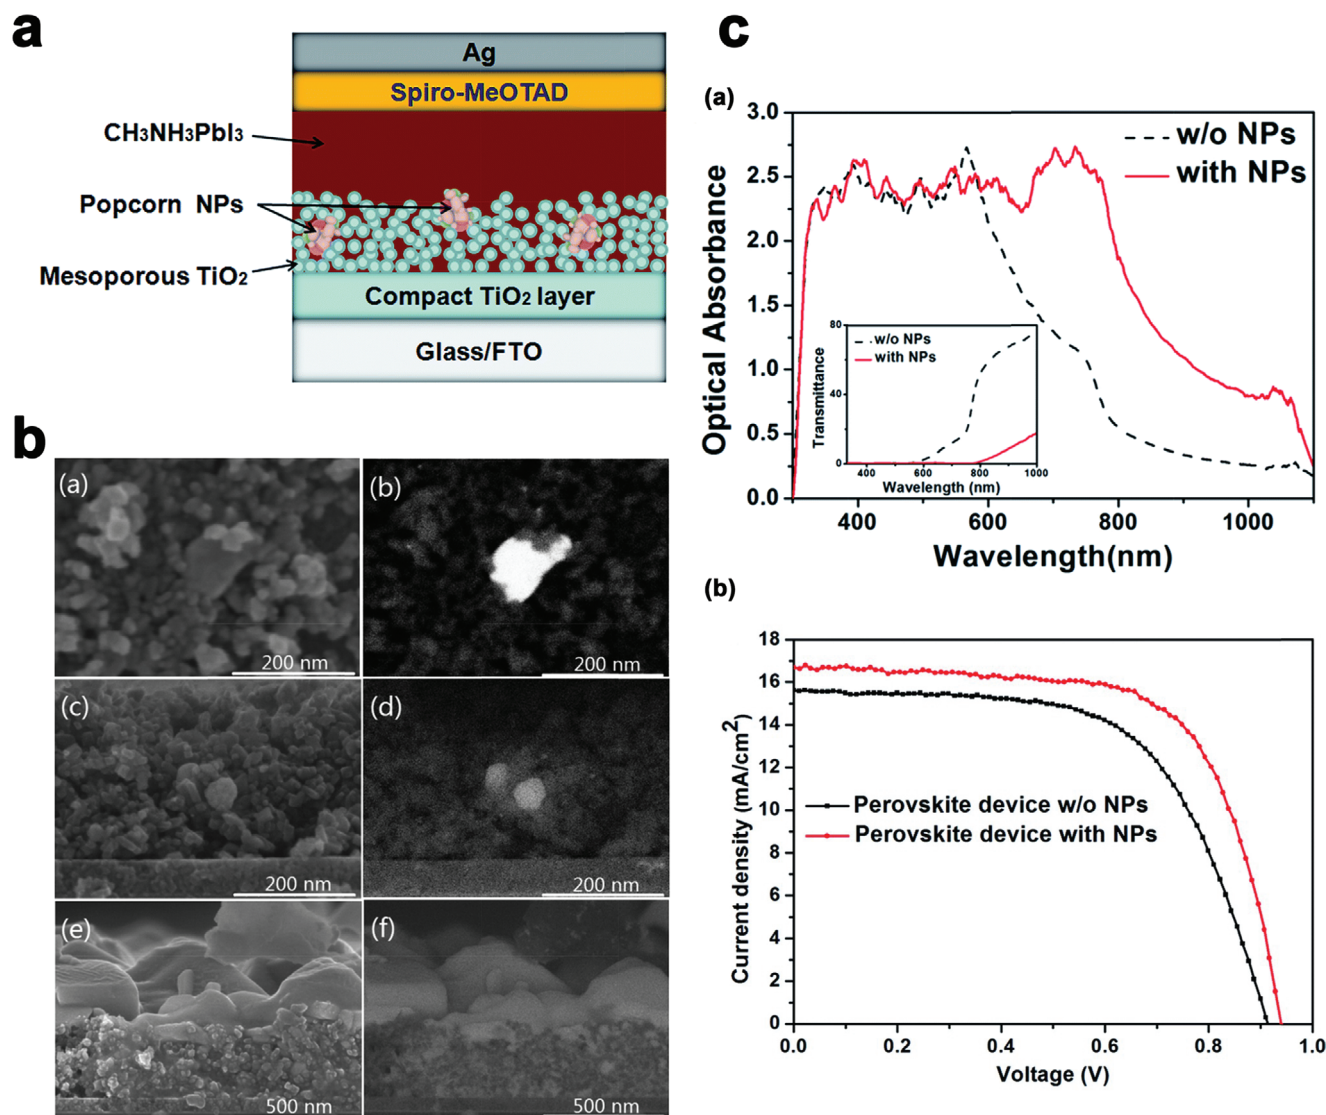 a
Ag
Spiro-MeOTAD
CH₃NH₃PbI₃
Popcorn NPs
Mesoporous TiO₂
Compact TiO₂ layer
Glass/FTO
b
(a)
200 nm
(b)
200 nm
(c)
200 nm
(d)
200 nm
(e)
500 nm
(f)
500 nm
c
(a)
Optical Absorbance
3.0
2.5
2.0
1.5
1.0
0.5
0.0
w/o NPs
with NPs
Transmittance
80
40
0
w/o NPs
with NPs
400 600 800 1000
Wavelength (nm)
400 600 800 1000
Wavelength(nm)
(b)
Current density (mA/cm²)
18
16
14
12
10
8
6
4
2
0
Perovskite device w/o NPs
Perovskite device with NPs
0.0 0.2 0.4 0.6 0.8 1.0
Voltage (V)